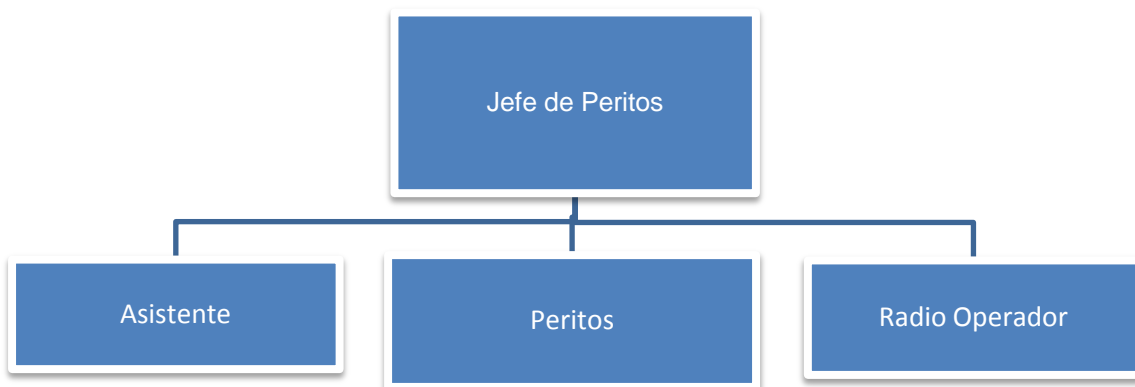 Jefe de Peritos
Asistente
Peritos
Radio Operador